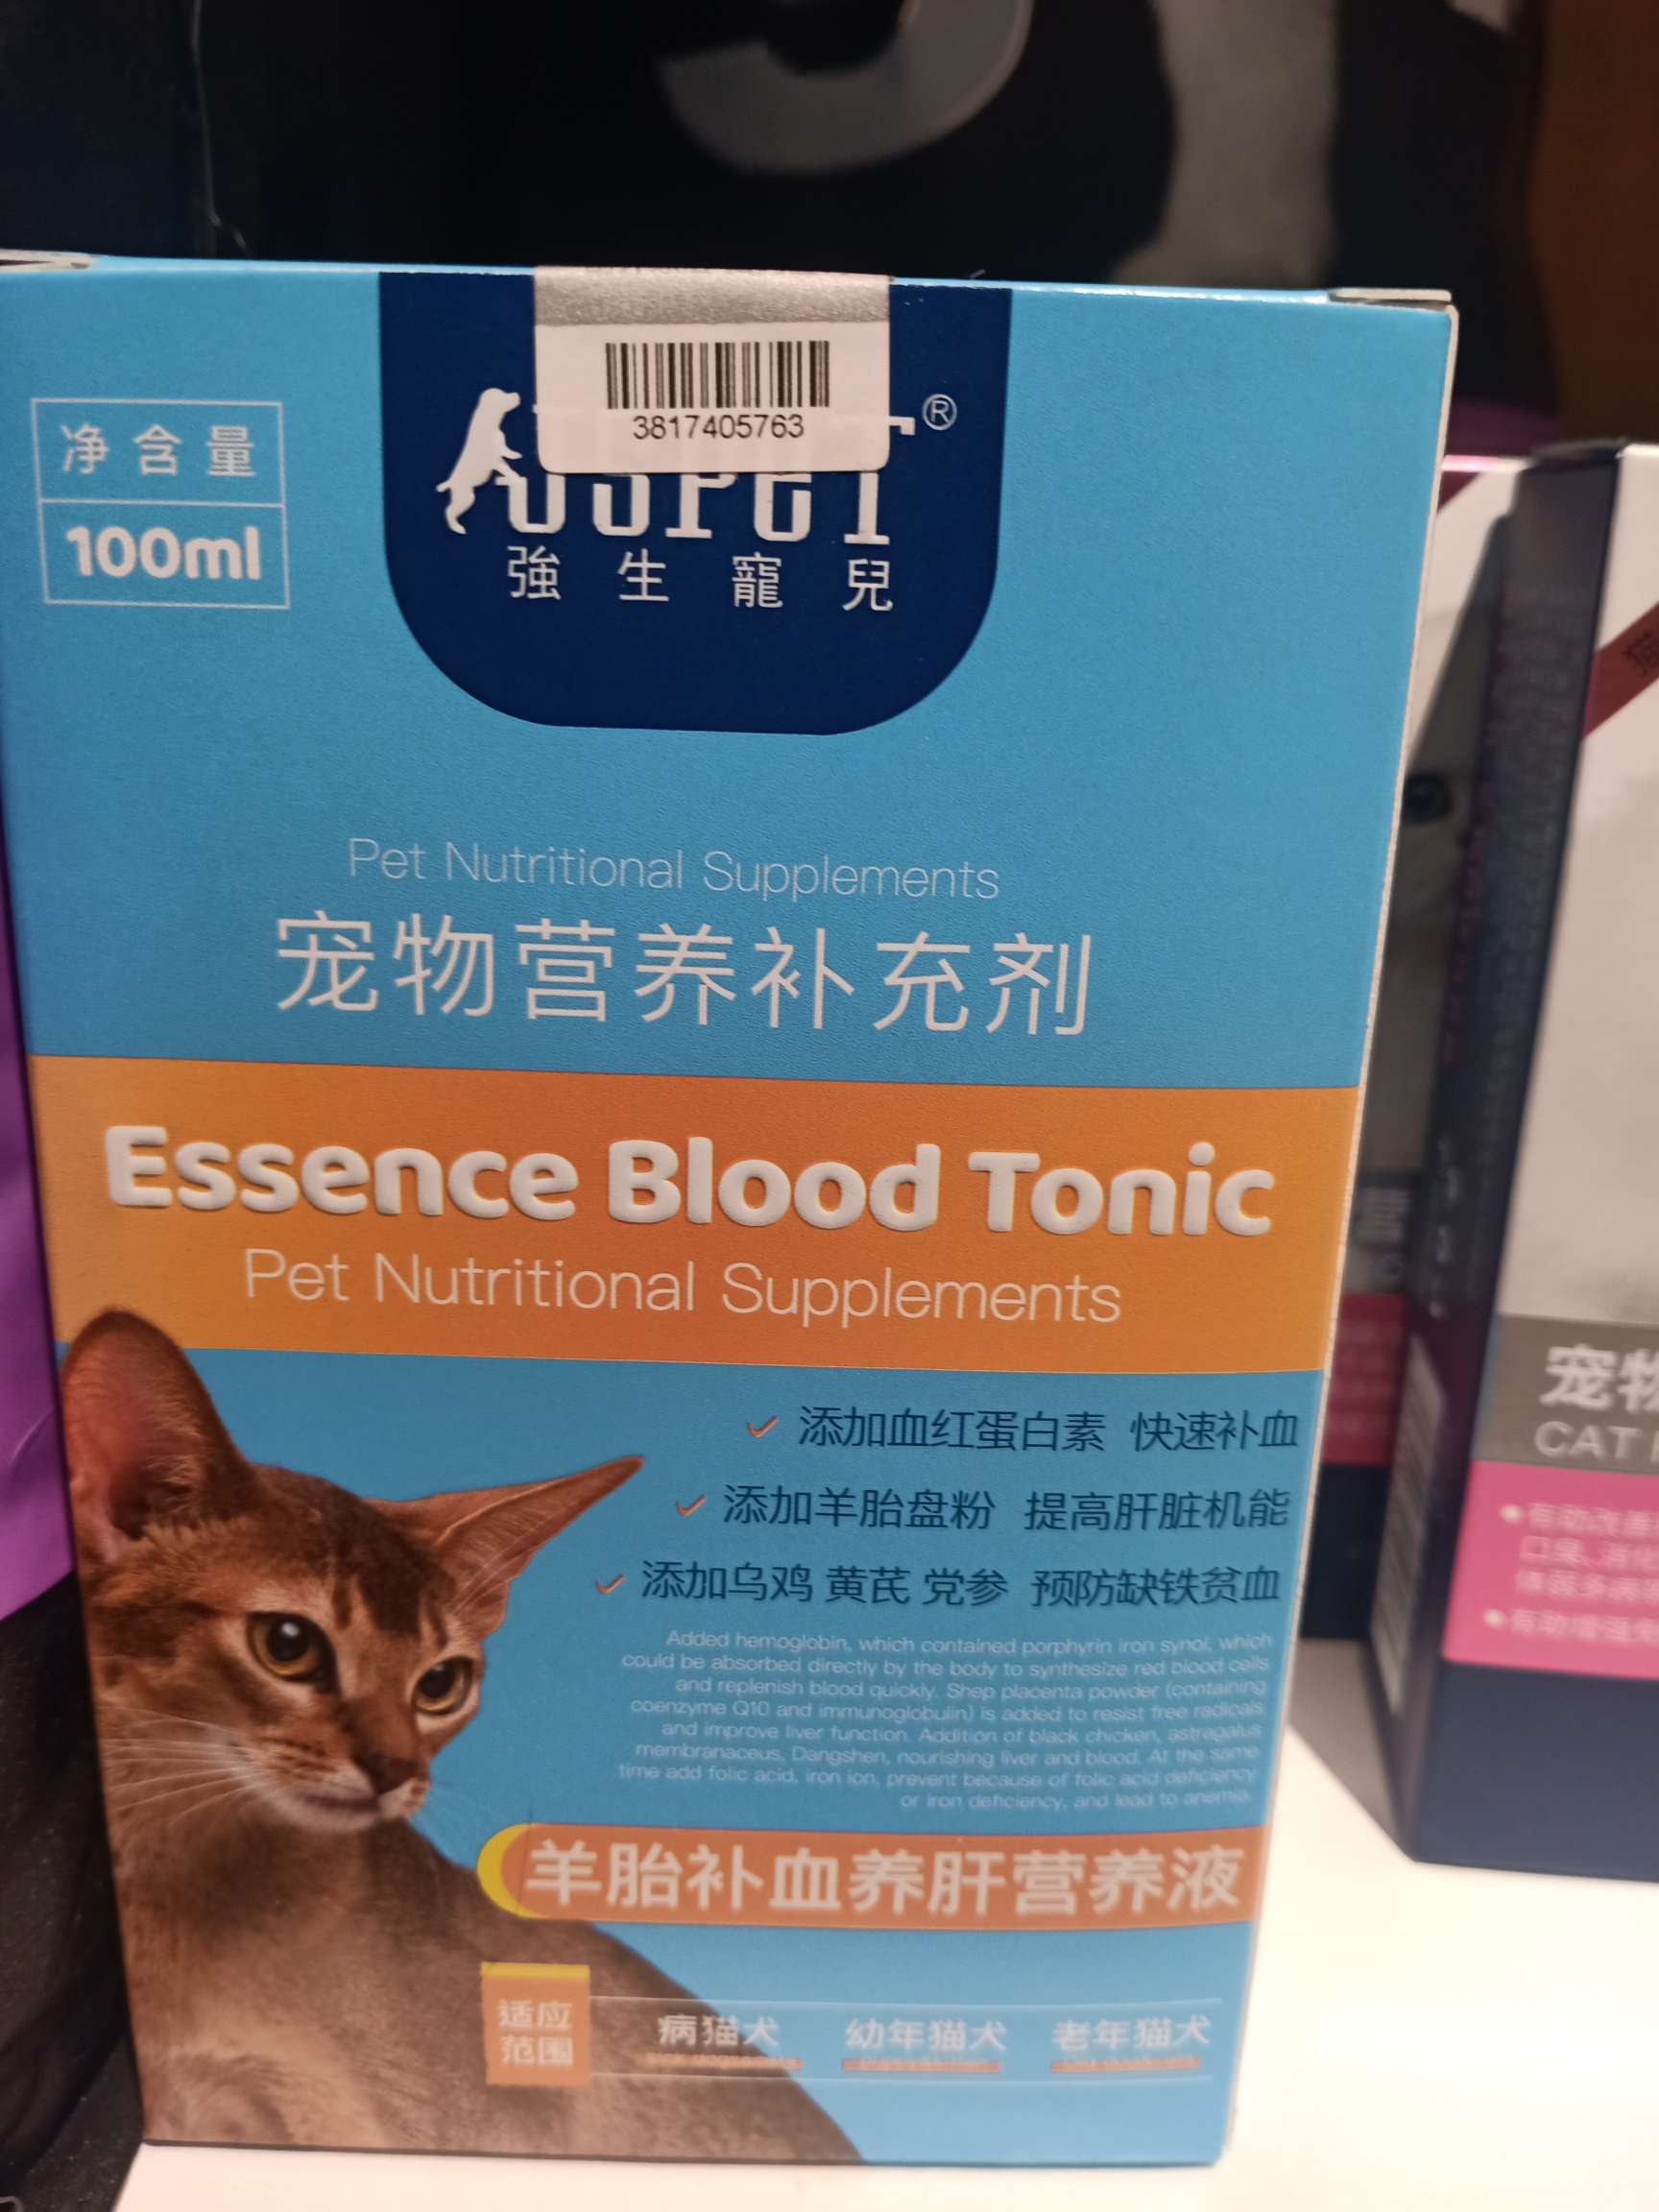 净含量
100ml
3817405763
®
強生寵兒
Pet Nutritional Supplements
宠物营养补充剂
Essence Blood Tonic
Pet Nutritional Supplements
添加血红蛋白素 快速补血
添加羊胎盘粉 提高肝脏机能
添加乌鸡 黄芪 党参 预防缺铁贫血
Added hemoglobin, which contained porphyrin iron synol, which
could be absorbed directly by the body to synthesize red blood cells
and replenish blood quickly. Shep placenta powder (containing
coenzyme Q10 and immunoglobulin) is added to resist free radicals
and improve liver function. Addition of black chicken, astragalus
membranaceus, Dangshen, nourishing liver and blood. At the same
time add folic acid, iron ion, prevent because of folic acid deficiency
or iron deficiency, and lead to anemia.
羊胎补血养肝营养液
适应
范围
病猫犬 幼年猫犬 老年猫犬
宠物
CAT